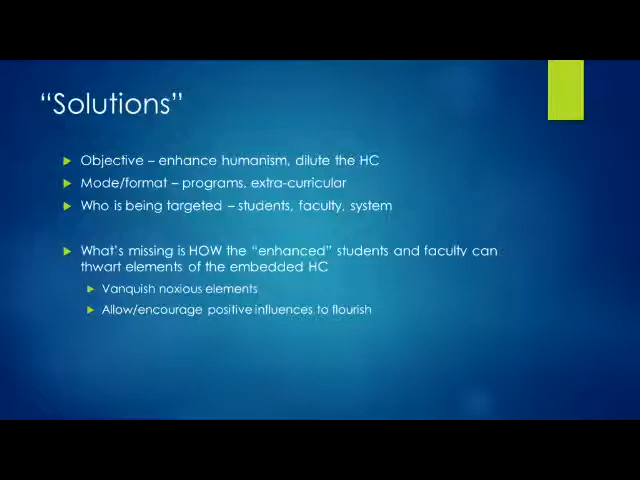 “Solutions”
Objective – enhance humanism, dilute the HC
Mode/format – programs, extra-curricular
Who is being targeted – students, faculty, system
What’s missing is HOW the “enhanced” students and faculty can
thwart elements of the embedded HC
Vanquish noxious elements
Allow/encourage positive influences to flourish